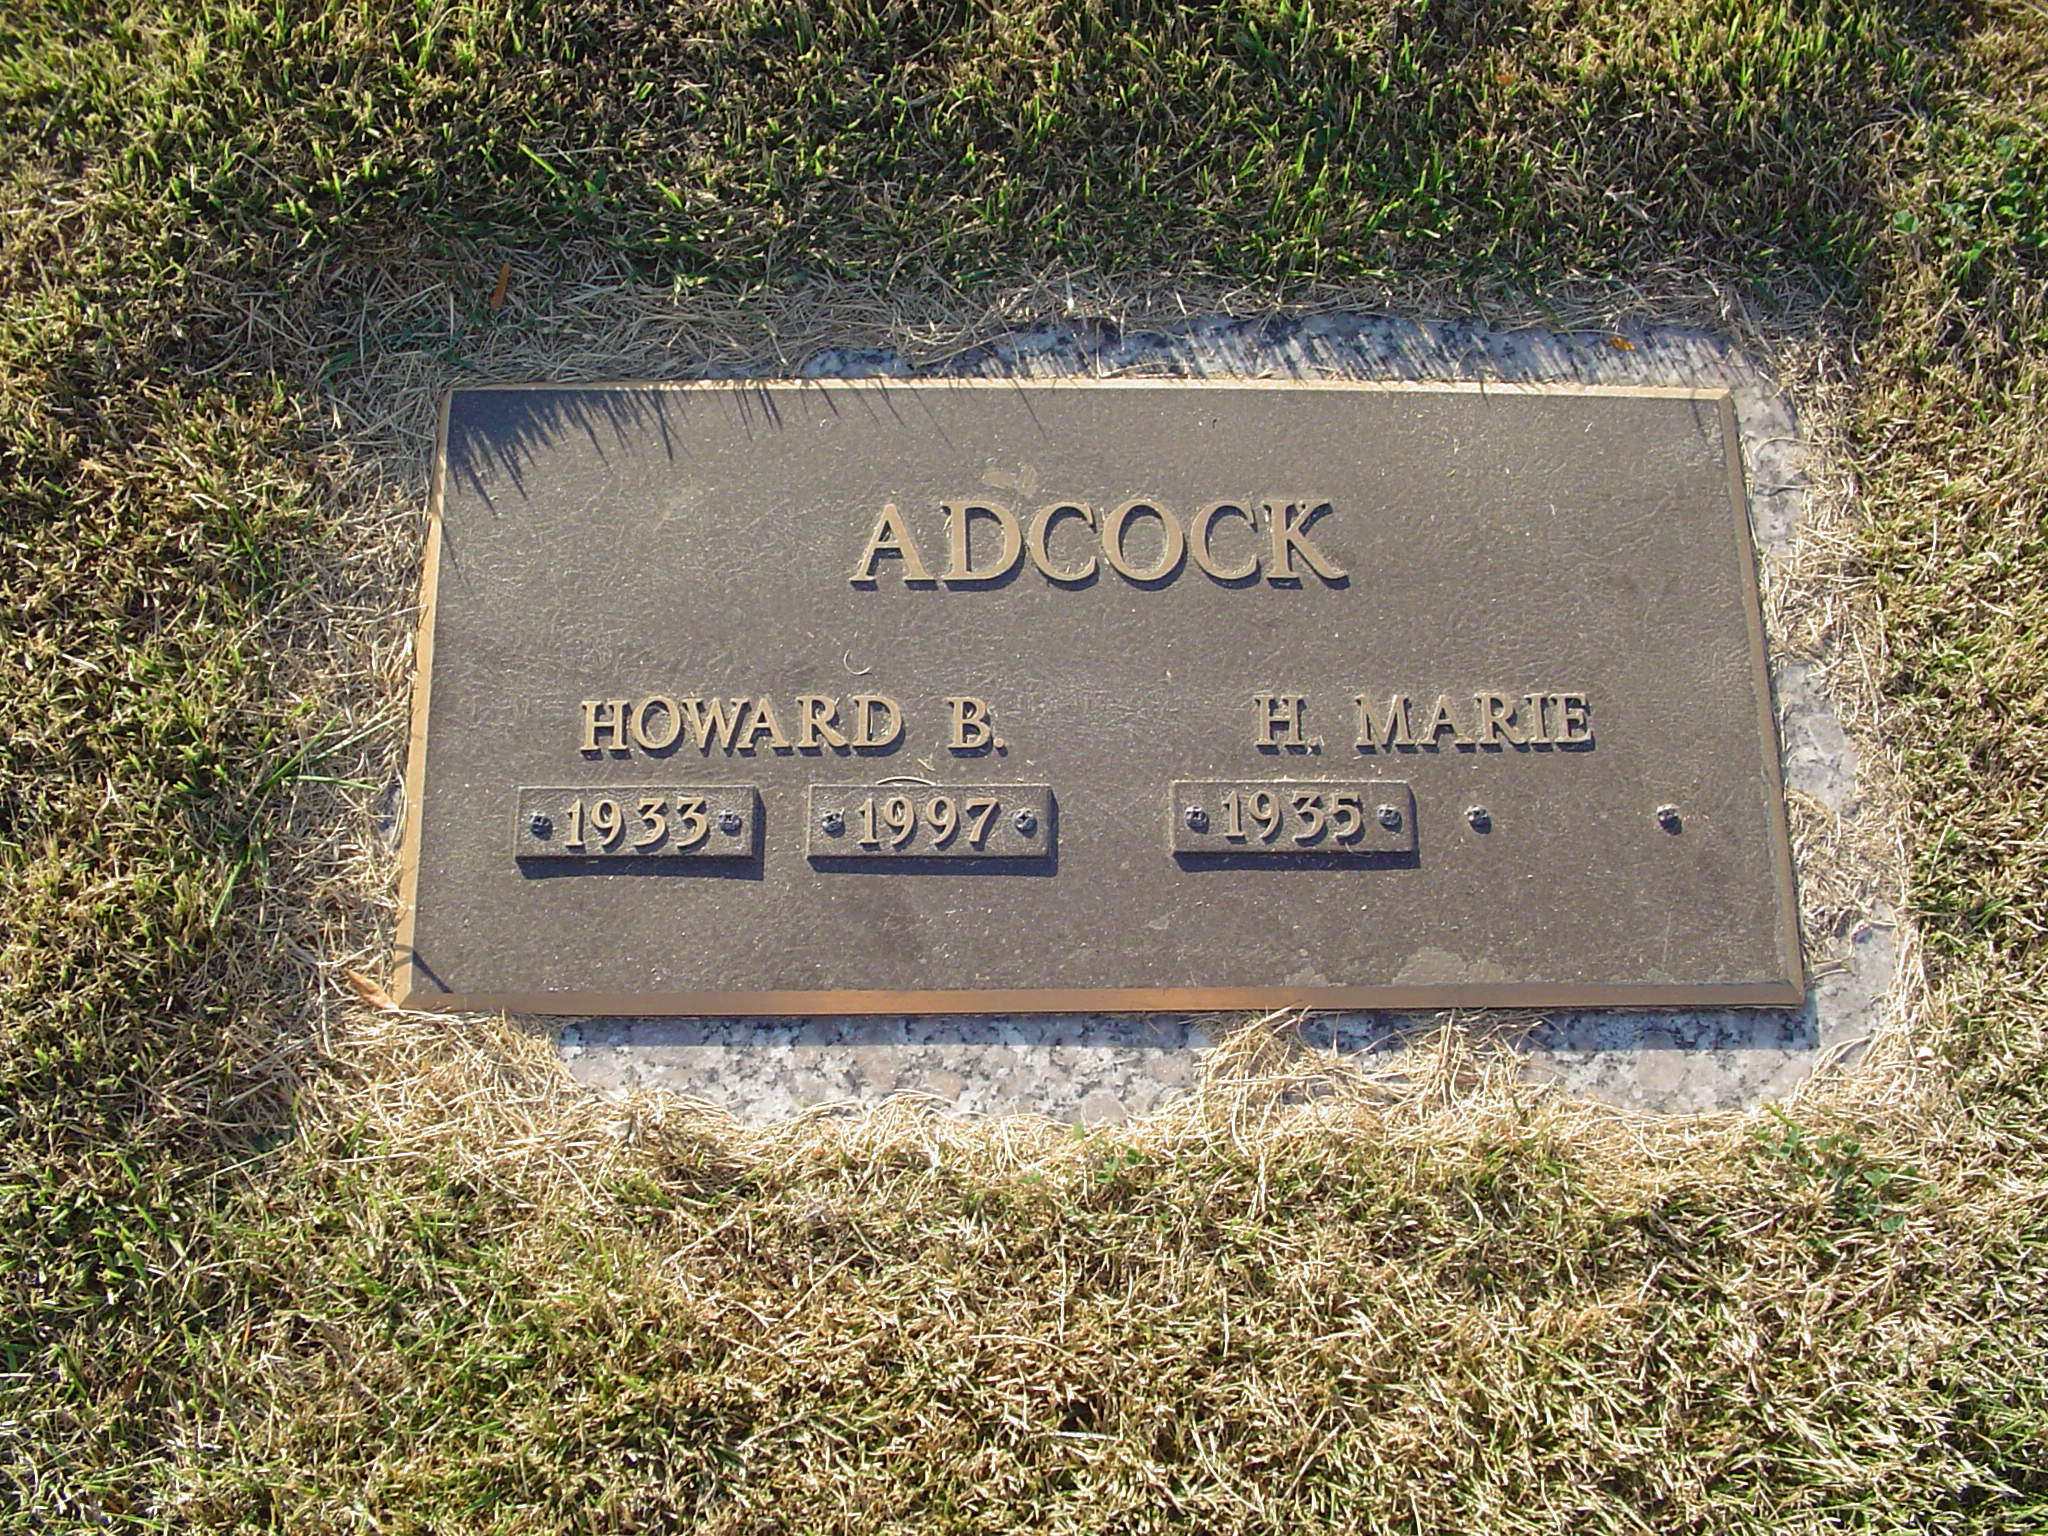 ADCOCK
HOWARD B. H. MARIE
1933 1997 1935